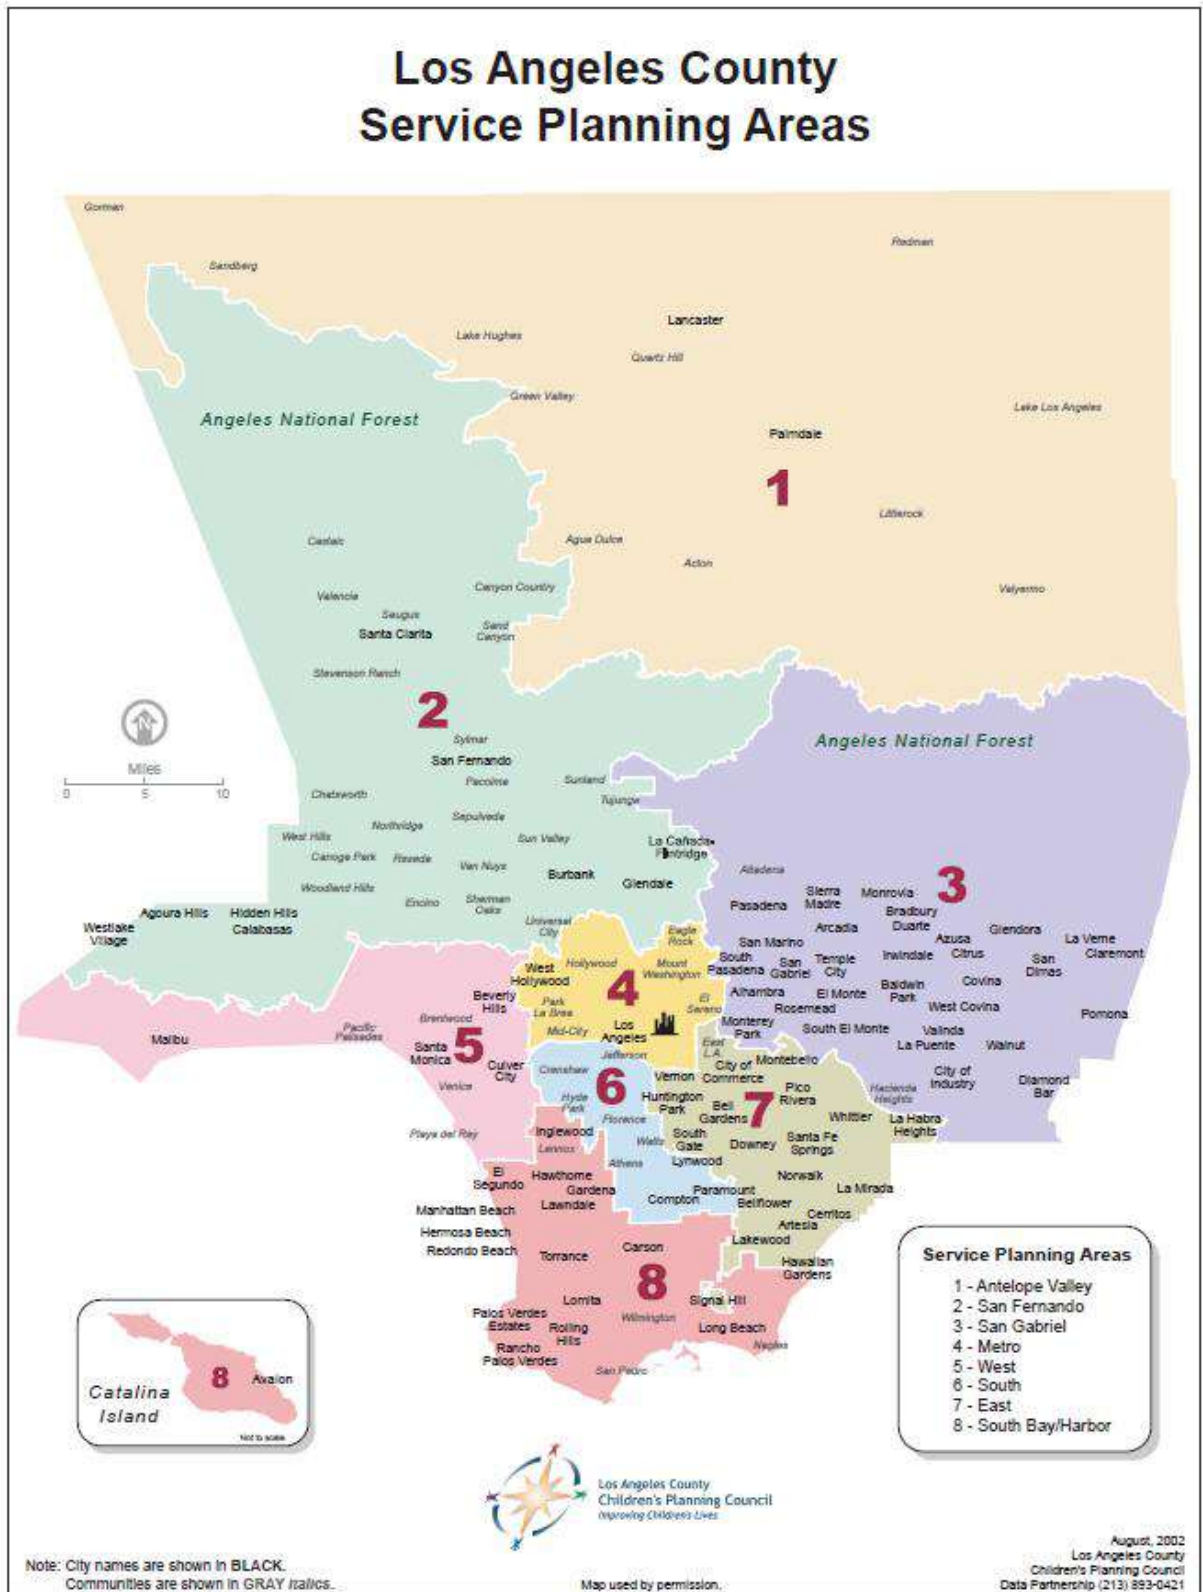 Los Angeles County
Service Planning Areas
Gorman
Redman
Sandberg
Lancaster
Lake Hughes
Quartz Hill
Green Valley
Lake Los Angeles
Angeles National Forest
Palmdale
1
Littlerock
Castaic
Agua Dulce
Acton
Canyon Country
Valyermo
Valencia
Saugus
Sand
Canyon
Santa Clarita
Stevenson Ranch
2
N
Miles
0 5 10
Sylmar
San Fernando
Pacoima
Sunland
Tujunga
Angeles National Forest
Chatsworth
Northridge
Sepulveda
West Hills
Sun Valley
La Cañada
Flintridge
Canoga Park
Reseda
Van Nuys
Burbank
Glendale
Woodland Hills
Encino
Sherman
Oaks
Universal
City
Agoura Hills
Hidden Hills
Calabasas
Westlake
Village
Altadena
3
Pasadena
Sierra
Madre
Monrovia
Bradbury
Duarte
Arcadia
Glendora
Azusa
Citrus
La Verne
Claremont
San Marino
South
Pasadena
San
Gabriel
Temple
City
Irwindale
San
Dimas
Alhambra
El Monte
Baldwin
Park
Covina
Rosemead
West Covina
Pomona
Monterey
Park
South El Monte
Valinda
La Puente
Walnut
City of
Industry
Diamond
Bar
Hacienda
Heights
La Habra
Heights
Eagle
Rock
Hollywood
Mount
Washington
West
Hollywood
4
Park
La Brea
El
Sereno
Mid-City
Los
Angeles
Beverly
Hills
Brentwood
Pacific
Palisades
Malibu
Santa
Monica
5
Culver
City
Venice
Playa del Rey
Jefferson
Crenshaw
6
Hyde
Park
Florence
Watts
Athens
Lynwood
Compton
Paramount
East
L.A.
City of
Commerce
Montebello
Vernon
Huntington
Park
Bell
Gardens
7
Pico
Rivera
Whittier
South
Gate
Downey
Santa Fe
Springs
Norwalk
La Mirada
Bellflower
Cerritos
Artesia
Lakewood
Hawaiian
Gardens
Inglewood
Lennox
El
Segundo
Hawthorne
Gardena
Lawndale
Manhattan Beach
Hermosa Beach
Redondo Beach
Torrance
Carson
8
Lomita
Signal Hill
Palos Verdes
Estates
Rolling
Hills
Wilmington
Long Beach
Rancho
Palos Verdes
Naples
San Pedro
Service Planning Areas
1 - Antelope Valley
2 - San Fernando
3 - San Gabriel
4 - Metro
5 - West
6 - South
7 - East
8 - South Bay/Harbor
8
Avalon
Catalina
Island
Not to scale
Los Angeles County
Children's Planning Council
Improving Children's Lives
Note: City names are shown in BLACK.
Communities are shown in GRAY Italics.
Map used by permission.
August, 2002
Los Angeles County
Children's Planning Council
Data Partnership (213) 893-0421